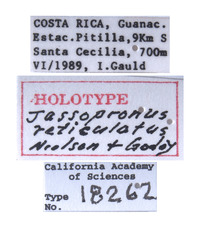 COSTA RICA, Guanac.
Estac.Pitilla,9Km S
Santa Cecilia, 700m
VI/1989, I.Gauld
HOLOTYPE
Jassopronus
reticulatus
Nielson + Godoy
California Academy
of Sciences
Type
No. 18262